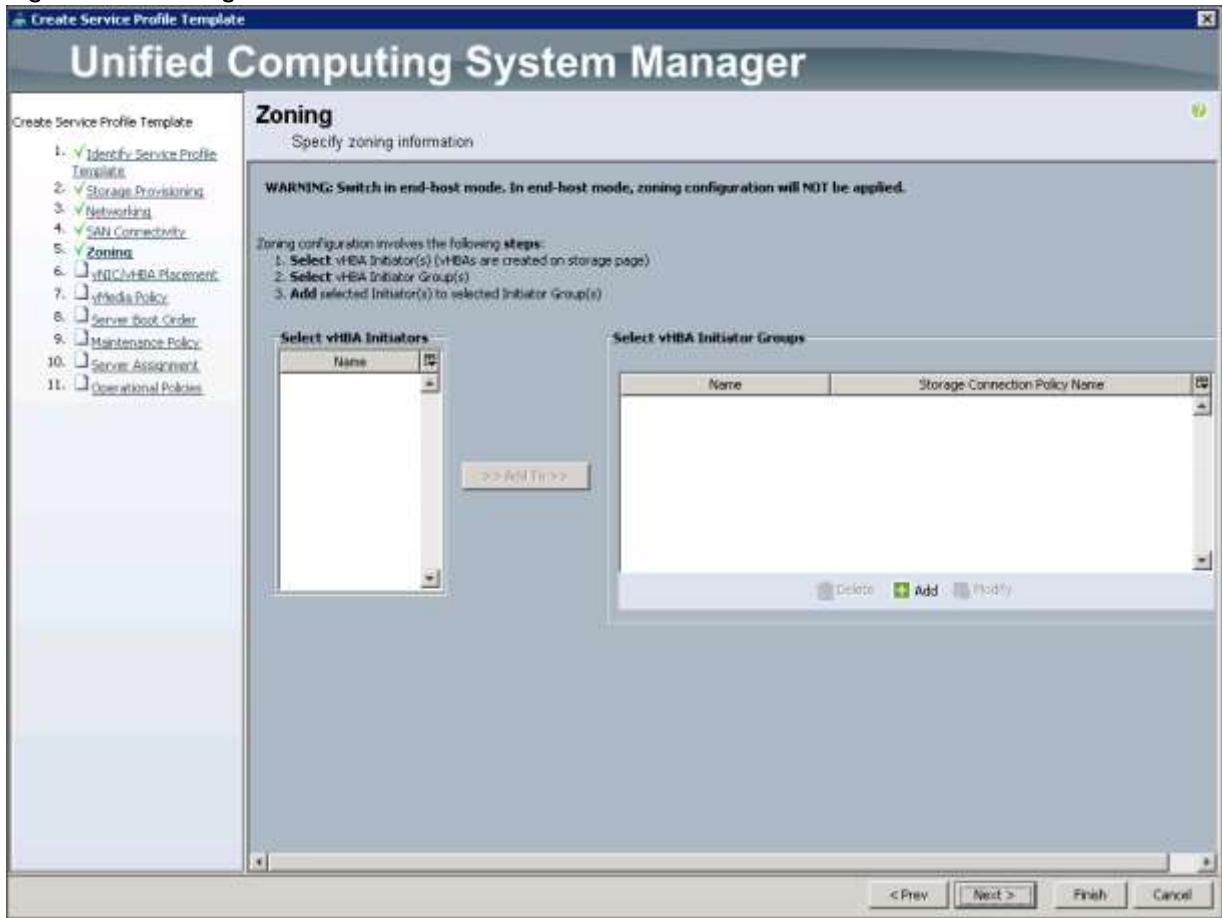 Create Service Profile Template
Unified Computing System Manager
Create Service Profile Template
1. Identify Service Profile
Template
2. Storage Provisioning
3. Networking
4. SAN Connectivity
5. Zoning
6. vNIC/vHBA Placement
7. vMedia Policy
8. Server Boot Order
9. Maintenance Policy
10. Server Assignment
11. Operational Policies
Zoning
Specify zoning information
WARNING: Switch in end-host mode. In end-host mode, zoning configuration will NOT be applied.
Zoning configuration involves the following steps:
1. Select vHBA Initiator(s) (vHBAs are created on storage page)
2. Select vHBA Initiator Group(s)
3. Add selected Initiator(s) to selected Initiator Group(s)
Select vHBA Initiators
Name
>> Add To >>
Select vHBA Initiator Groups
Name Storage Connection Policy Name
Delete Add Modify
< Prev Next > Finish Cancel